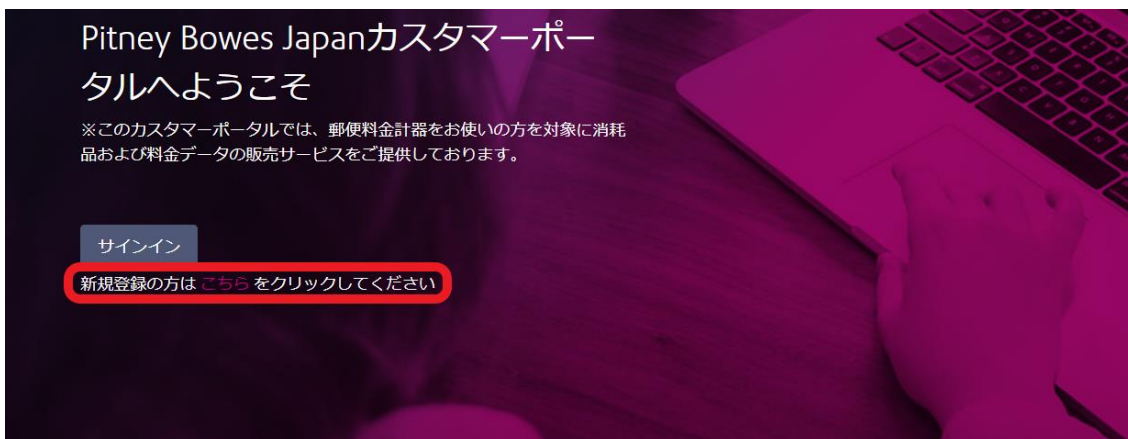 Pitney Bowes Japanカスタマーポー
タルへようこそ
※このカスタマーポータルでは、郵便料金計器をお使いの方を対象に消耗
品および料金データの販売サービスをご提供しております。
サインイン
新規登録の方は こちら をクリックしてください